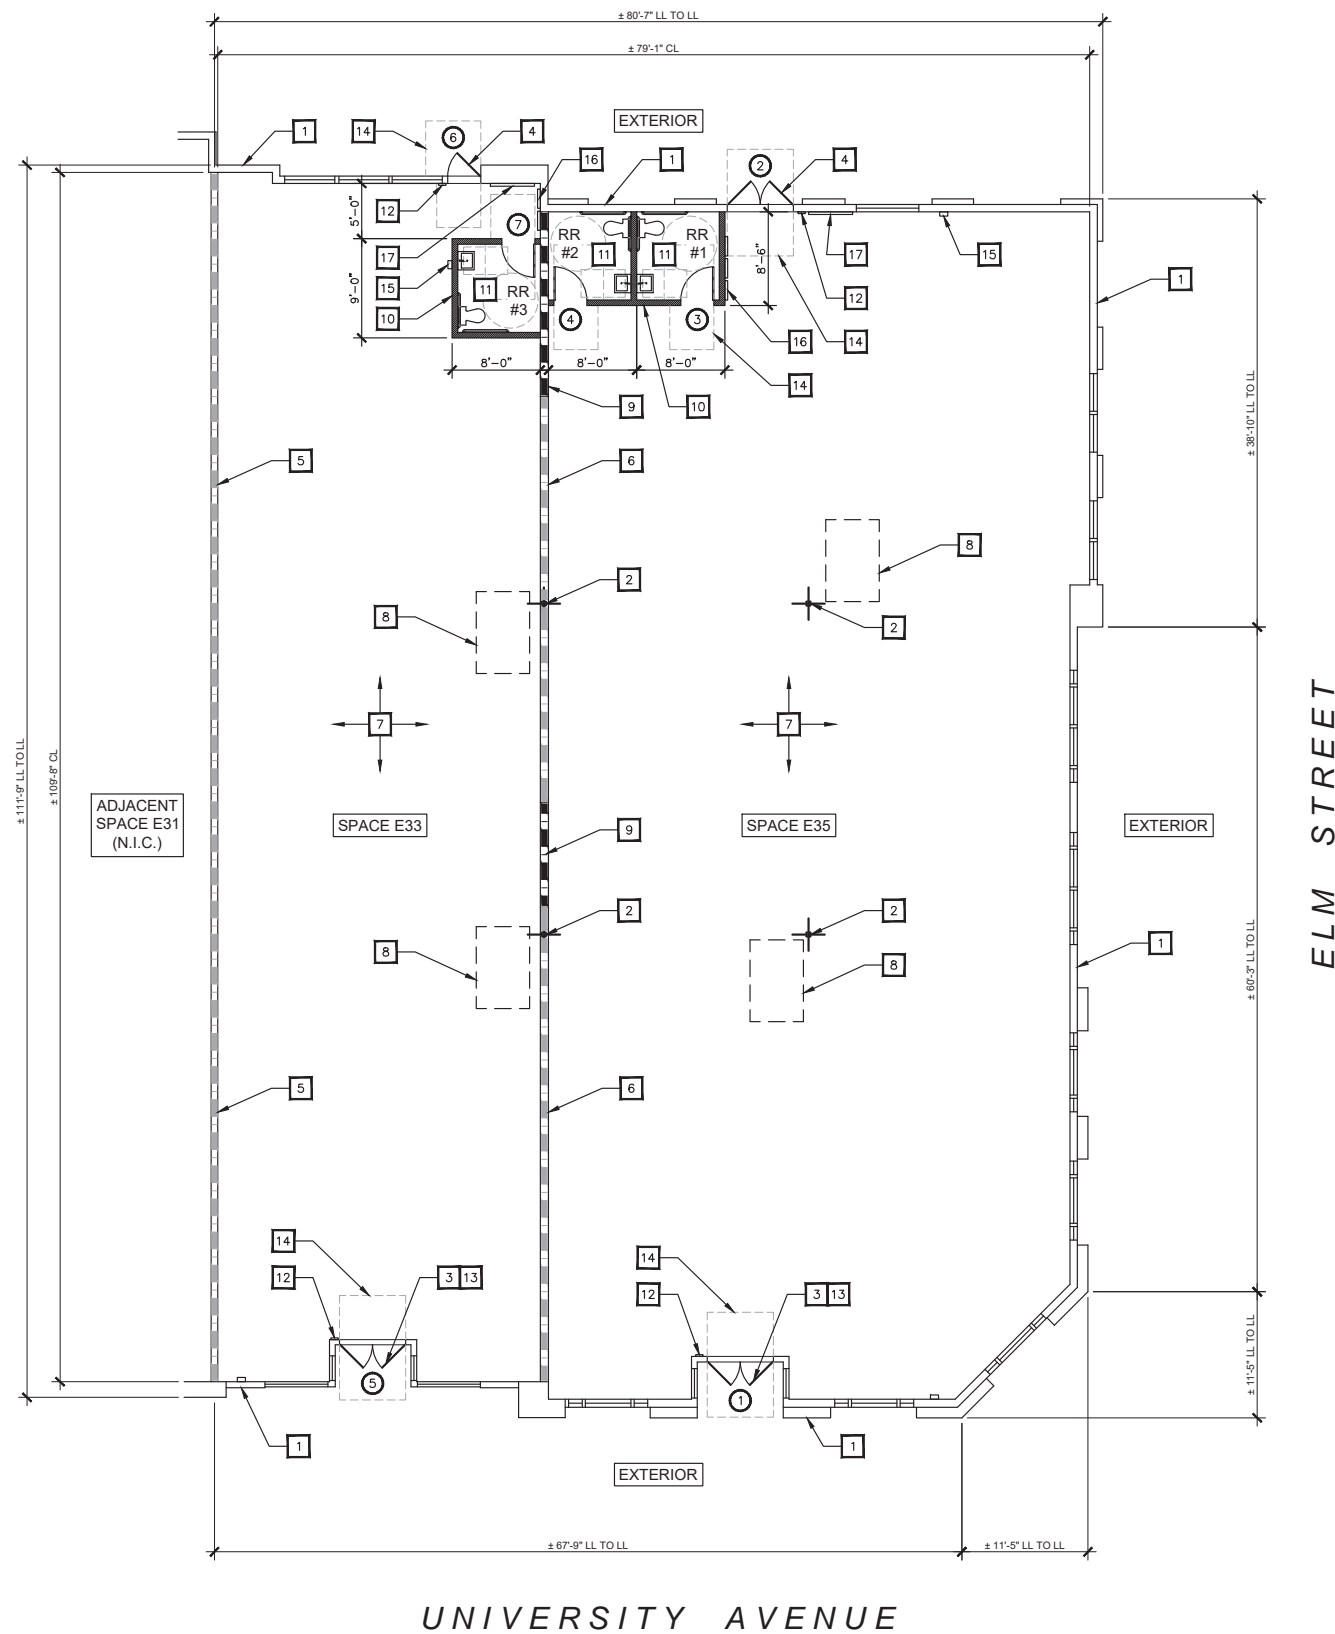 ± 80'-7" LL TO LL
± 79'-1" CL
EXTERIOR
1
14
6
4
16
1
2
4
12
5'-0"
7
17
RR
#2
11
11
RR
#1
8'-6"
17
15
1
15
9'-0"
11
RR
#3
12
10
4
3
16
14
8'-0"
8'-0"
8'-0"
14
9
10
± 38'-10" LL TO LL
5
6
8
2
8
2
7
7
± 111'-9" LL TO LL
± 109'-8" CL
ADJACENT
SPACE E31
(N.I.C.)
SPACE E33
9
SPACE E35
EXTERIOR
ELM STREET
2
2
8
8
1
± 60'-3" LL TO LL
5
6
14
12
3 13
14
12
3 13
± 11'-5" LL TO LL
5
1
1
1
EXTERIOR
± 67'-9" LL TO LL
± 11'-5" LL TO LL
UNIVERSITY AVENUE